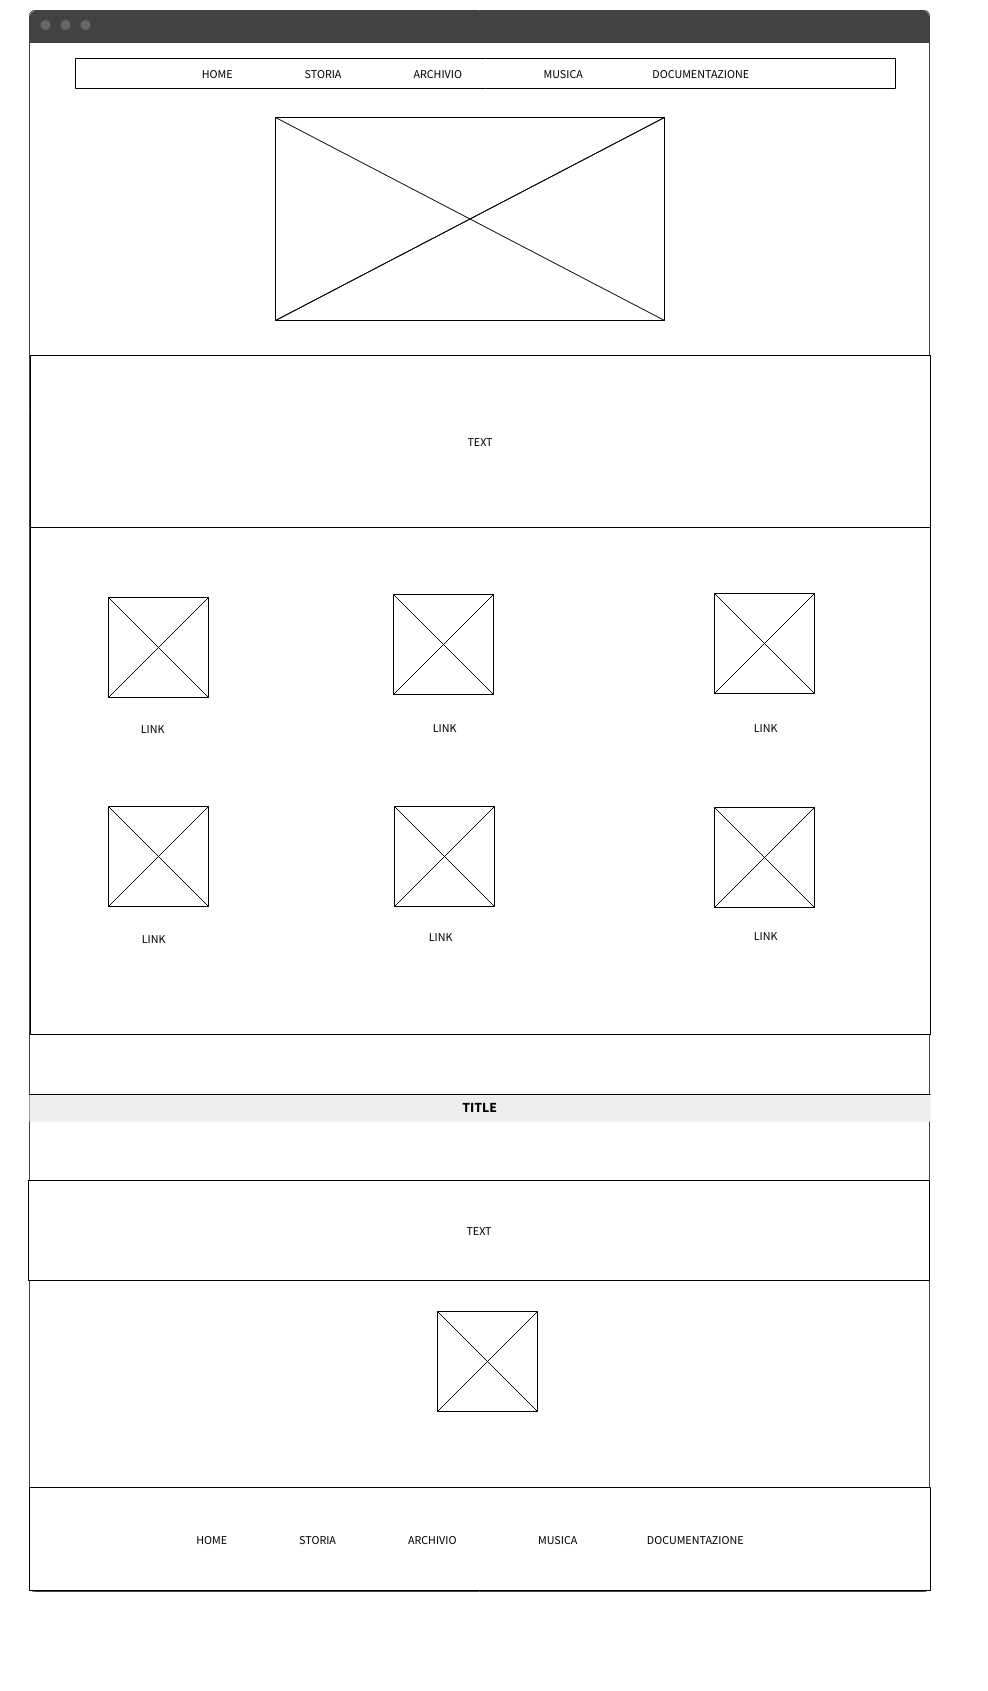 HOME STORIA ARCHIVIO MUSICA DOCUMENTAZIONE
TEXT
LINK LINK LINK
LINK LINK LINK
TITLE
TEXT
HOME STORIA ARCHIVIO MUSICA DOCUMENTAZIONE